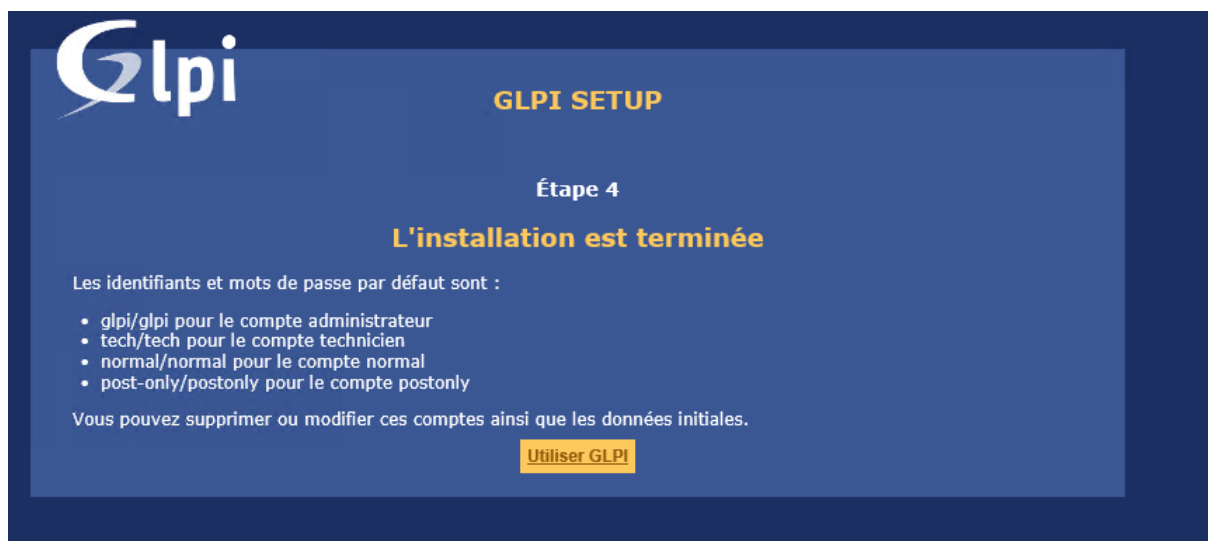 Glpi
GLPI SETUP
Étape 4
L'installation est terminée
Les identifiants et mots de passe par défaut sont :
• glpi/glpi pour le compte administrateur
• tech/tech pour le compte technicien
• normal/normal pour le compte normal
• post-only/postonly pour le compte postonly
Vous pouvez supprimer ou modifier ces comptes ainsi que les données initiales.
Utiliser GLPI